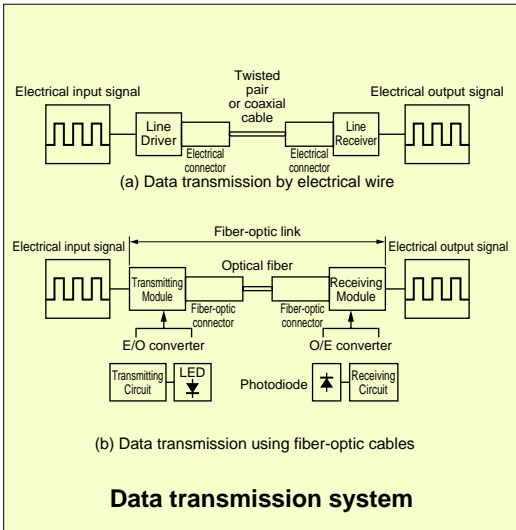 Twisted
pair
or coaxial
cable
Electrical input signal
Electrical output signal
Line
Driver
Line
Receiver
Electrical
connector
Electrical
connector
(a) Data transmission by electrical wire
Fiber-optic link
Electrical input signal
Electrical output signal
Optical fiber
Transmitting
Module
Receiving
Module
Fiber-optic
connector
Fiber-optic
connector
E/O converter
O/E converter
Transmitting
Circuit
LED
Photodiode
Receiving
Circuit
(b) Data transmission using fiber-optic cables
Data transmission system